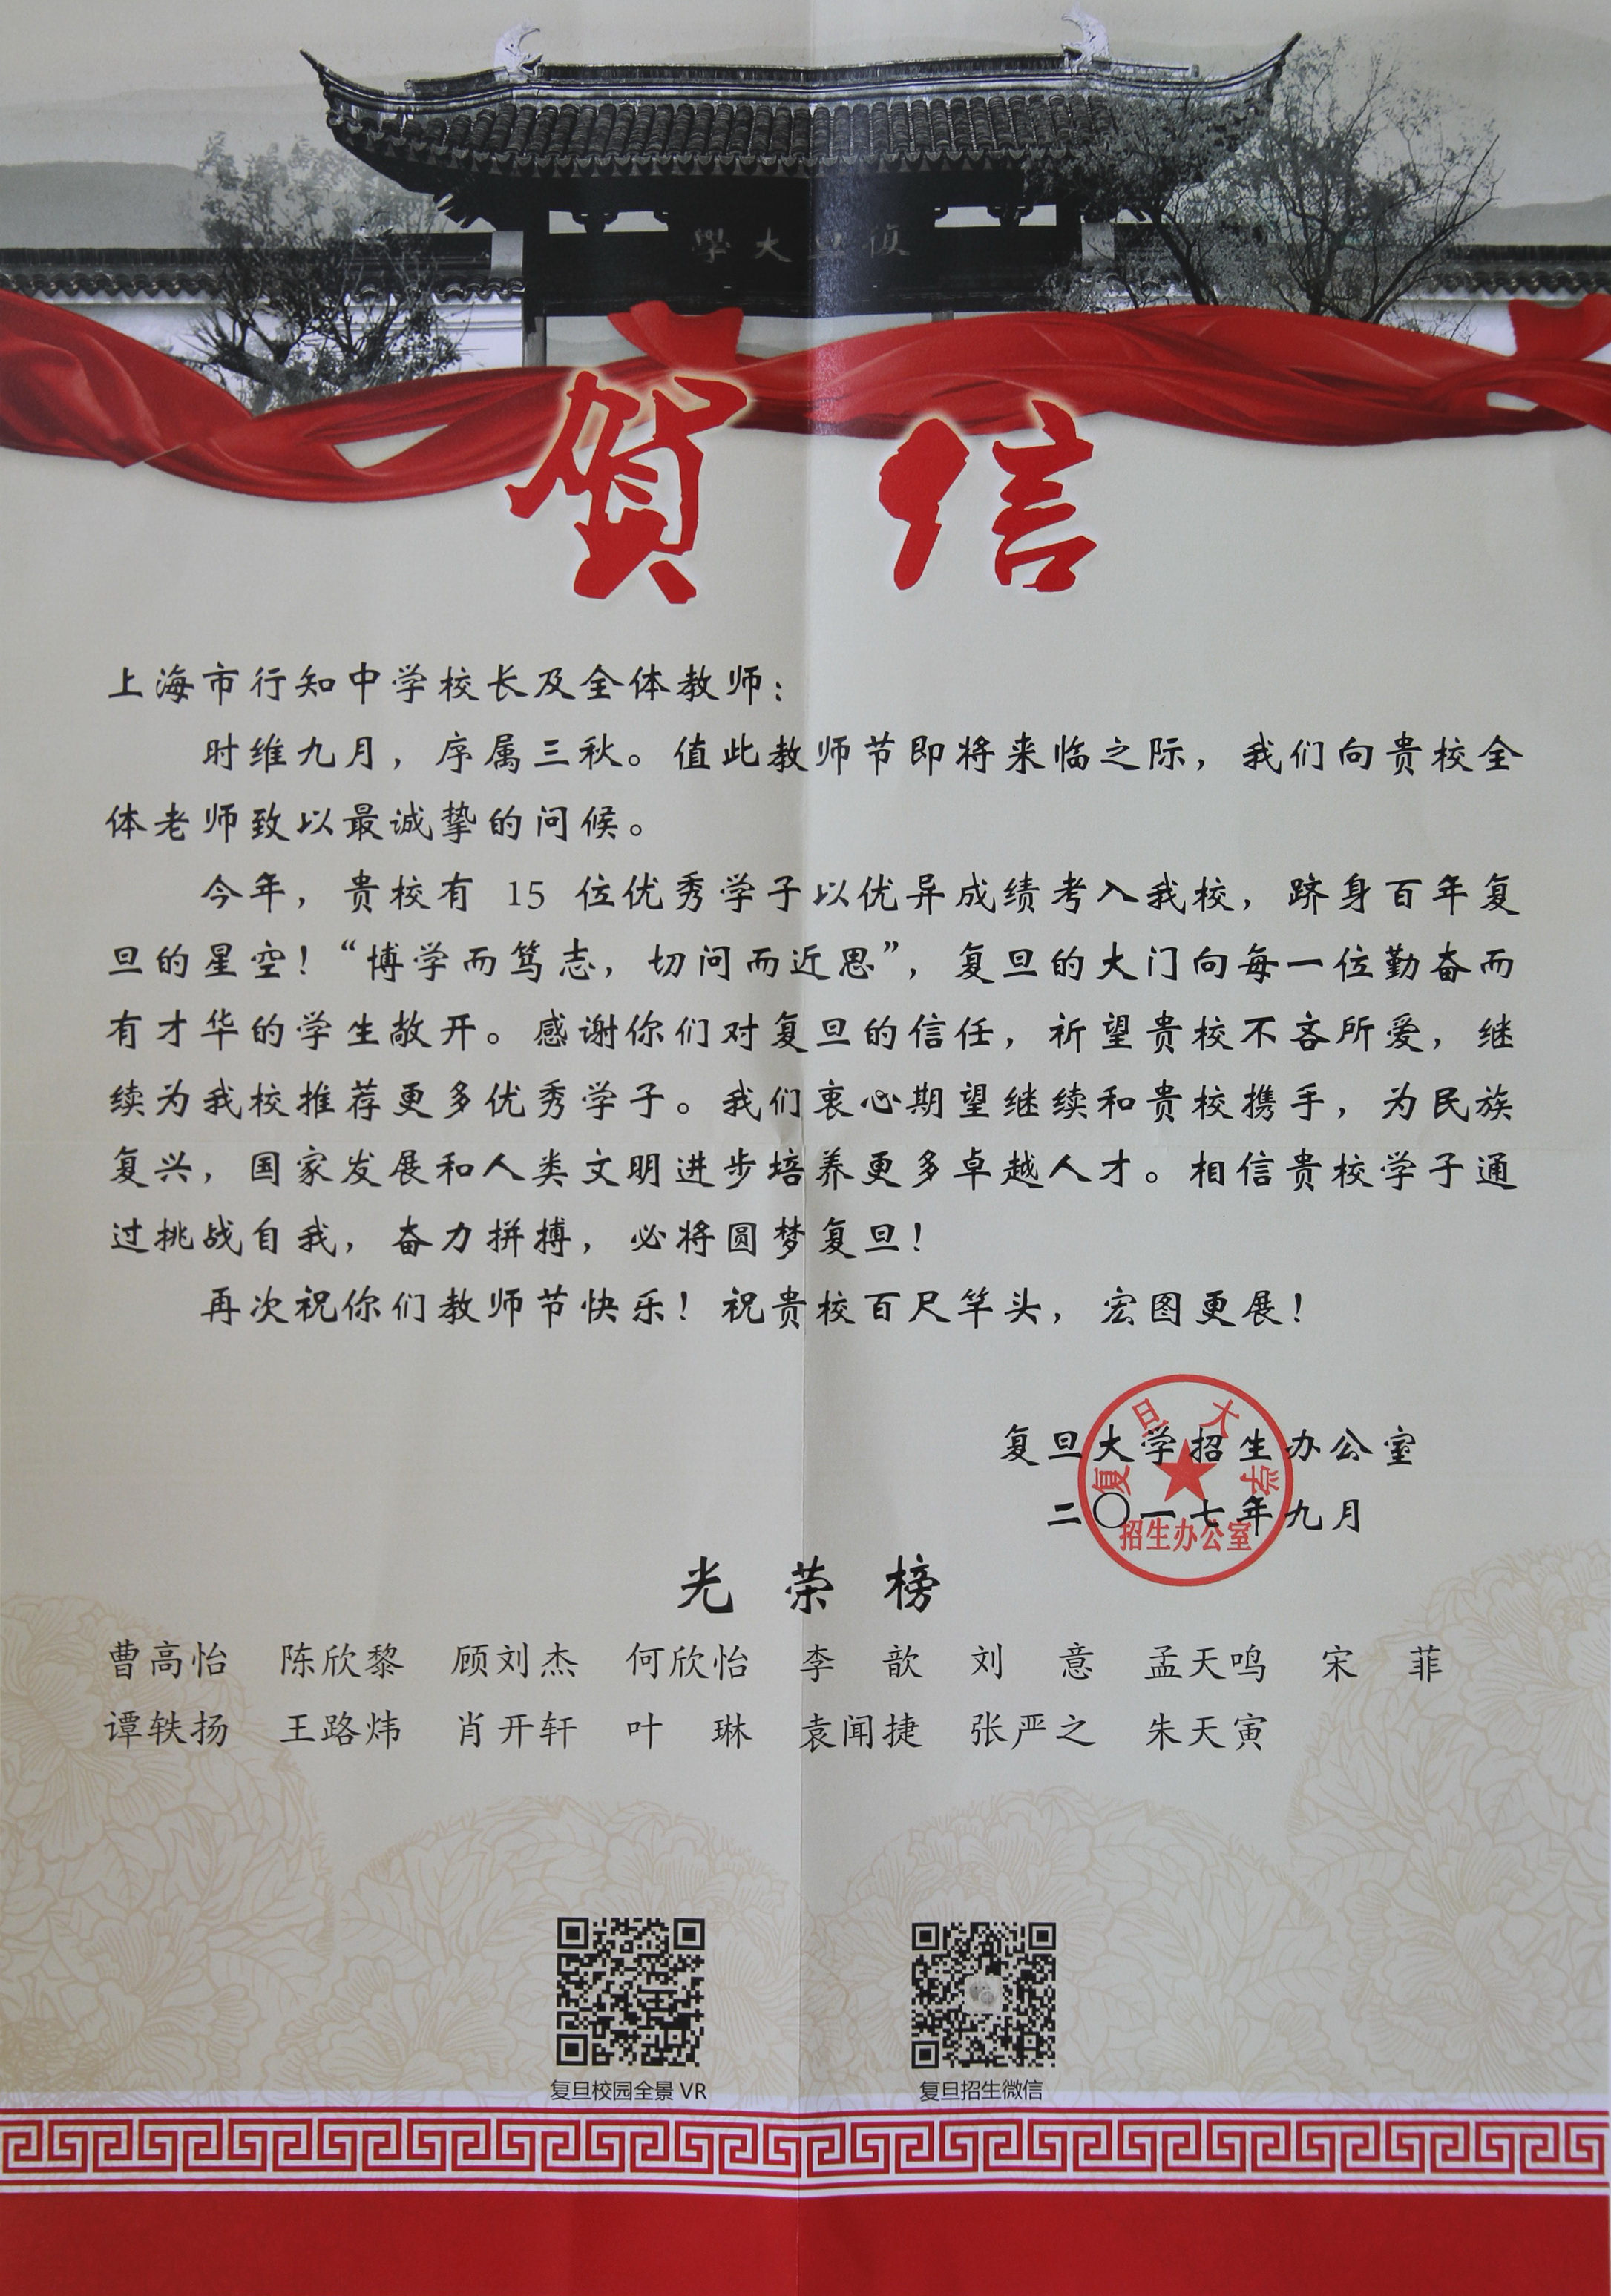 學大旦復
賀信
上海市行知中学校长及全体教师：
时维九月，序属三秋。值此教师节即将来临之际，我们向贵校全
体老师致以最诚挚的问候。
今年，贵校有 15 位优秀学子以优异成绩考入我校，跻身百年复
旦的星空！“博学而笃志，切问而近思”，复旦的大门向每一位勤奋而
有才华的学生敞开。感谢你们对复旦的信任，祈望贵校不吝所爱，继
续为我校推荐更多优秀学子。我们衷心期望继续和贵校携手，为民族
复兴，国家发展和人类文明进步培养更多卓越人才。相信贵校学子通
过挑战自我，奋力拼搏，必将圆梦复旦！
再次祝你们教师节快乐！祝贵校百尺竿头，宏图更展！
复旦大学招生办公室
二〇一七年九月
复旦大学
招生办公室
光荣榜
曹高怡 陈欣黎 顾刘杰 何欣怡 李歆 刘意 孟天鸣 宋菲
谭轶扬 王路炜 肖开轩 叶琳 袁闻捷 张严之 朱天寅
复旦校园全景 VR 复旦招生微信